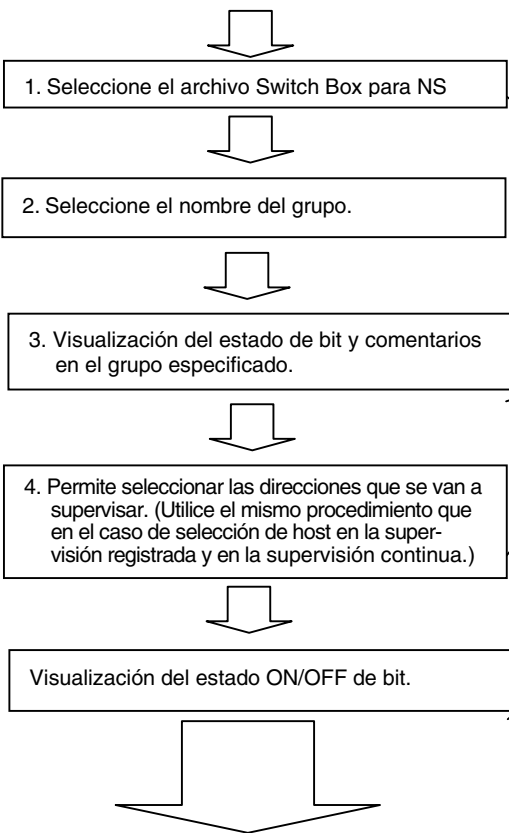 1. Seleccione el archivo Switch Box para NS
2. Seleccione el nombre del grupo.
3. Visualización del estado de bit y comentarios
en el grupo especificado.
4. Permite seleccionar las direcciones que se van a
supervisar. (Utilice el mismo procedimiento que
en el caso de selección de host en la super-
visión registrada y en la supervisión continua.)
Visualización del estado ON/OFF de bit.